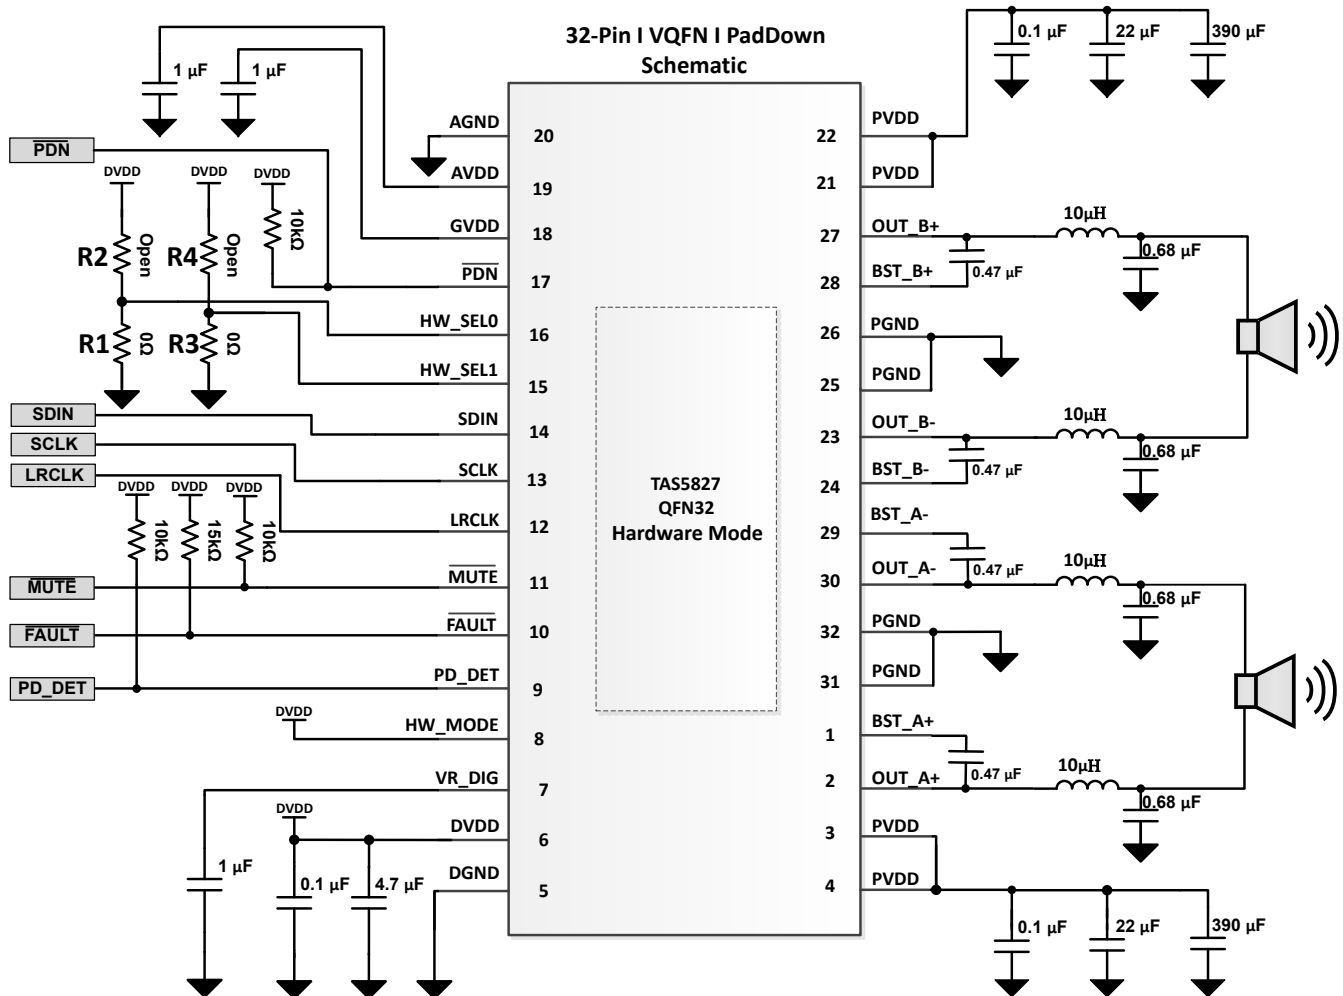 32-Pin I VQFN I PadDown
Schematic
1 µF
1 µF
0.1 µF
22 µF
390 µF
PDN
AGND
20
22
PVDD
DVDD
DVDD
DVDD
AVDD
19
21
PVDD
R2
Open
R4
Open
10kΩ
GVDD
18
27
OUT_B+
10µH
0.68 µF
0.47 µF
PDN
17
28
BST_B+
R1
0Ω
R3
0Ω
HW_SEL0
16
26
PGND
HW_SEL1
15
25
PGND
SDIN
SDIN
14
23
OUT_B-
10µH
0.68 µF
0.47 µF
SCLK
SCLK
13
24
BST_B-
LRCLK
LRCLK
12
29
BST_A-
DVDD
DVDD
DVDD
10kΩ
15kΩ
10kΩ
TAS5827
QFN32
Hardware Mode
MUTE
MUTE
11
30
OUT_A-
0.47 µF
10µH
0.68 µF
FAULT
FAULT
10
32
PGND
PD_DET
PD_DET
9
31
PGND
DVDD
HW_MODE
8
1
BST_A+
0.47 µF
VR_DIG
7
2
OUT_A+
10µH
0.68 µF
DVDD
DVDD
6
3
PVDD
DGND
5
4
PVDD
1 µF
0.1 µF
4.7 µF
0.1 µF
22 µF
390 µF